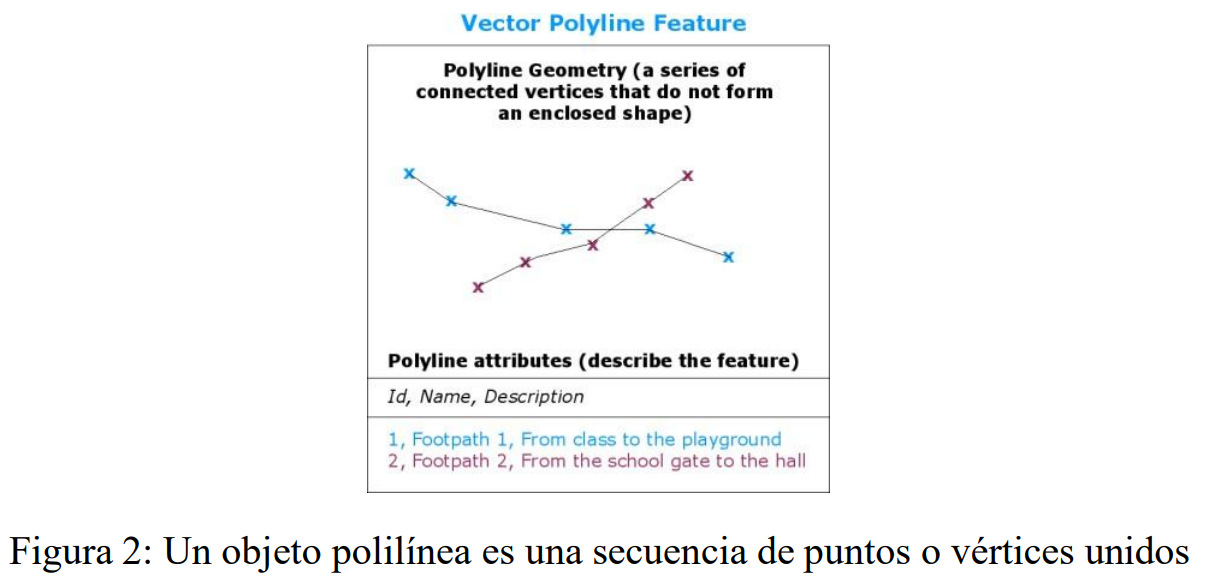 Vector Polyline Feature
Polyline Geometry (a series of
connected vertices that do not form
an enclosed shape)
Polyline attributes (describe the feature)
Id, Name, Description
1, Footpath 1, From class to the playground
2, Footpath 2, From the school gate to the hall
Figura 2: Un objeto polilínea es una secuencia de puntos o vértices unidos